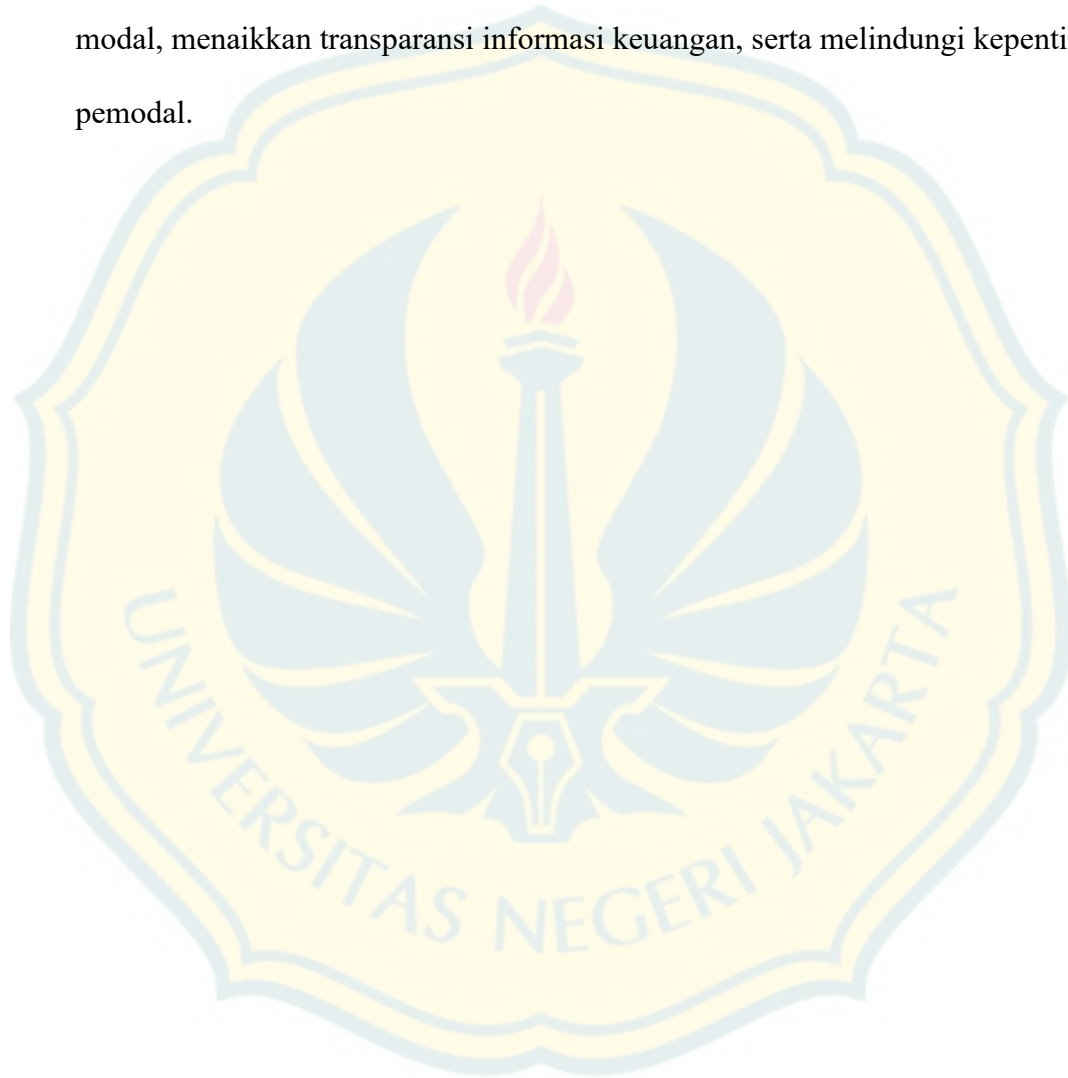 modal, menaikkan transparansi informasi keuangan, serta melindungi kepenti
pemodal.
UNIVERSITAS NEGERI JAKARTA